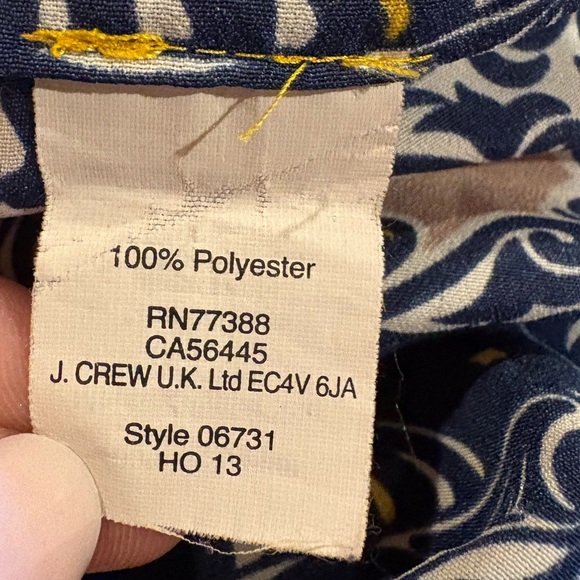 100% Polyester
RN77388
CA56445
J. CREW U.K. Ltd EC4V 6JA
Style 06731
HO 13